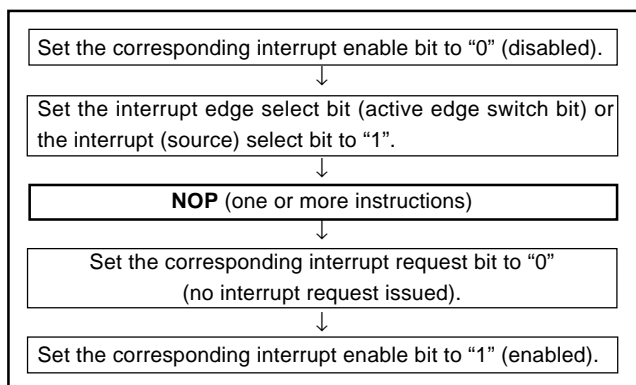 Set the corresponding interrupt enable bit to “0” (disabled).
↓
Set the interrupt edge select bit (active edge switch bit) or
the interrupt (source) select bit to “1”.
↓
NOP (one or more instructions)
↓
Set the corresponding interrupt request bit to “0”
(no interrupt request issued).
↓
Set the corresponding interrupt enable bit to “1” (enabled).